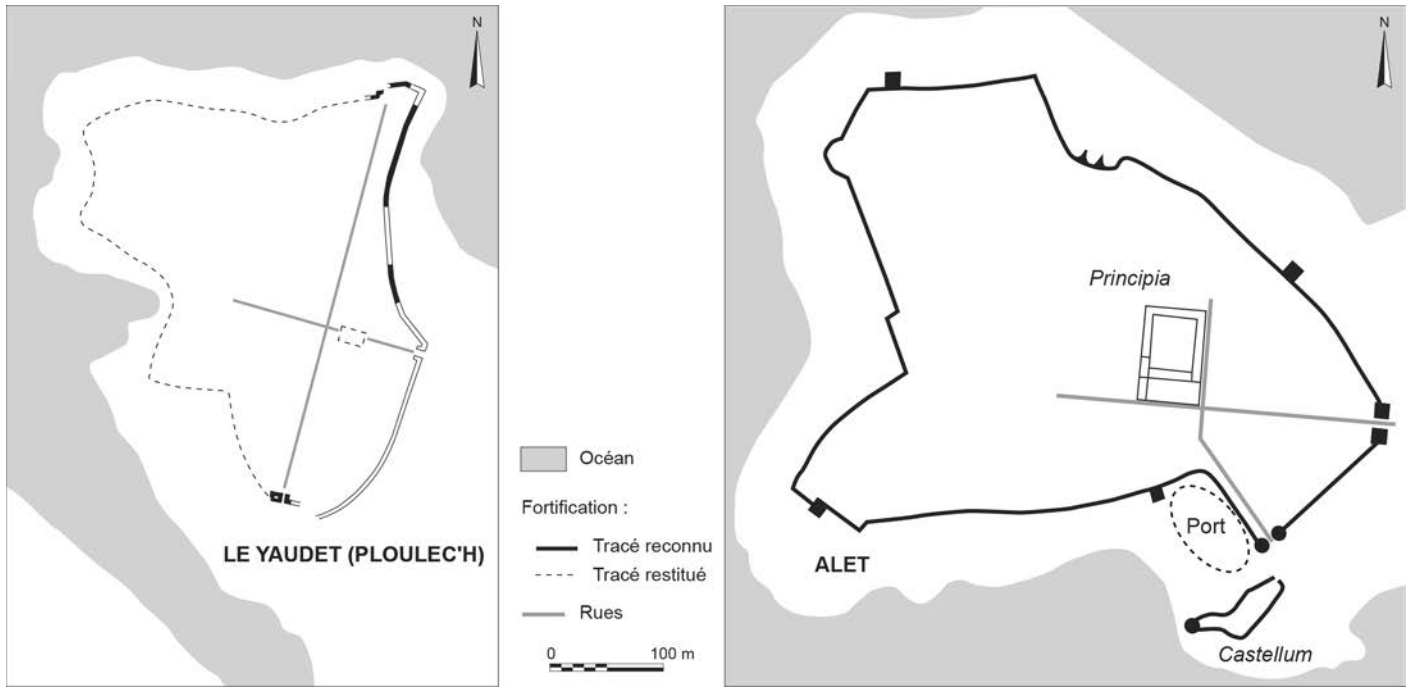 N
LE YAUDET (PLOULEC'H)
Océan
Fortification :
Tracé reconnu
Tracé restitué
Rues
0 100 m
N
Principia
Port
ALET
Castellum